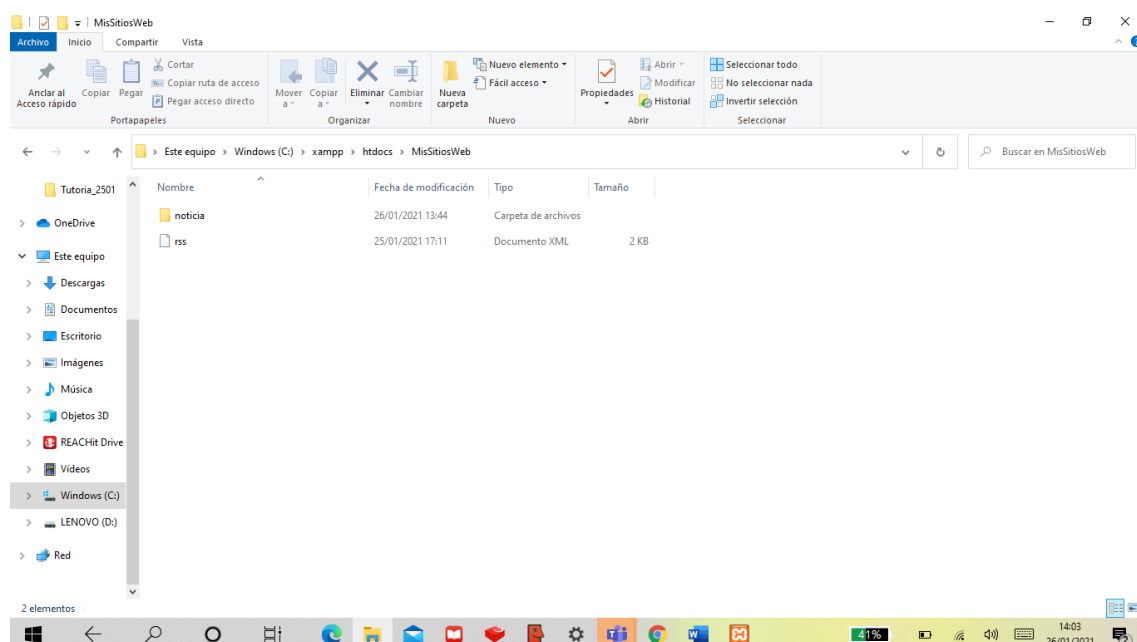 MisSitiosWeb
Archivo Inicio Compartir Vista
Anclar al Acceso rápido
Copiar
Pegar
Cortar
Copiar ruta de acceso
Pegar acceso directo
Portapapeles
Mover a
Copiar a
Eliminar
Cambiar nombre
Organizar
Nueva carpeta
Nuevo elemento
Fácil acceso
Nuevo
Propiedades
Abrir
Modificar
Historial
Abrir
Seleccionar todo
No seleccionar nada
Invertir selección
Seleccionar
Este equipo > Windows (C:) > xampp > htdocs > MisSitiosWeb
Buscar en MisSitiosWeb
Nombre Fecha de modificación Tipo Tamaño
noticia 26/01/2021 13:44 Carpeta de archivos
rss 25/01/2021 17:11 Documento XML 2 KB
Tutoria_2501
OneDrive
Este equipo
Descargas
Documentos
Escritorio
Imágenes
Música
Objetos 3D
REACHit Drive
Vídeos
Windows (C:)
LENOVO (D:)
Red
2 elementos
41%
14:03
26/01/2021